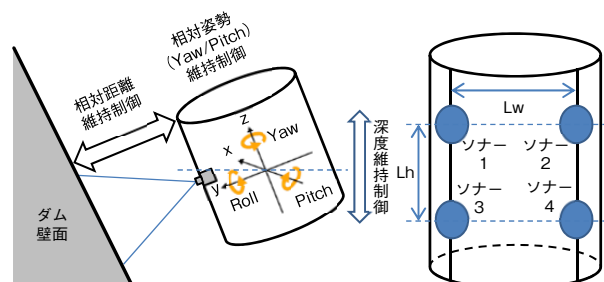 相対姿勢
(Yaw/Pitch)
維持制御
相対距離
維持制御
z
Yaw
x
y
Roll
Pitch
ダム
壁面
深度維持制御
Lw
Lh
ソナー
1
ソナー
2
ソナー
3
ソナー
4